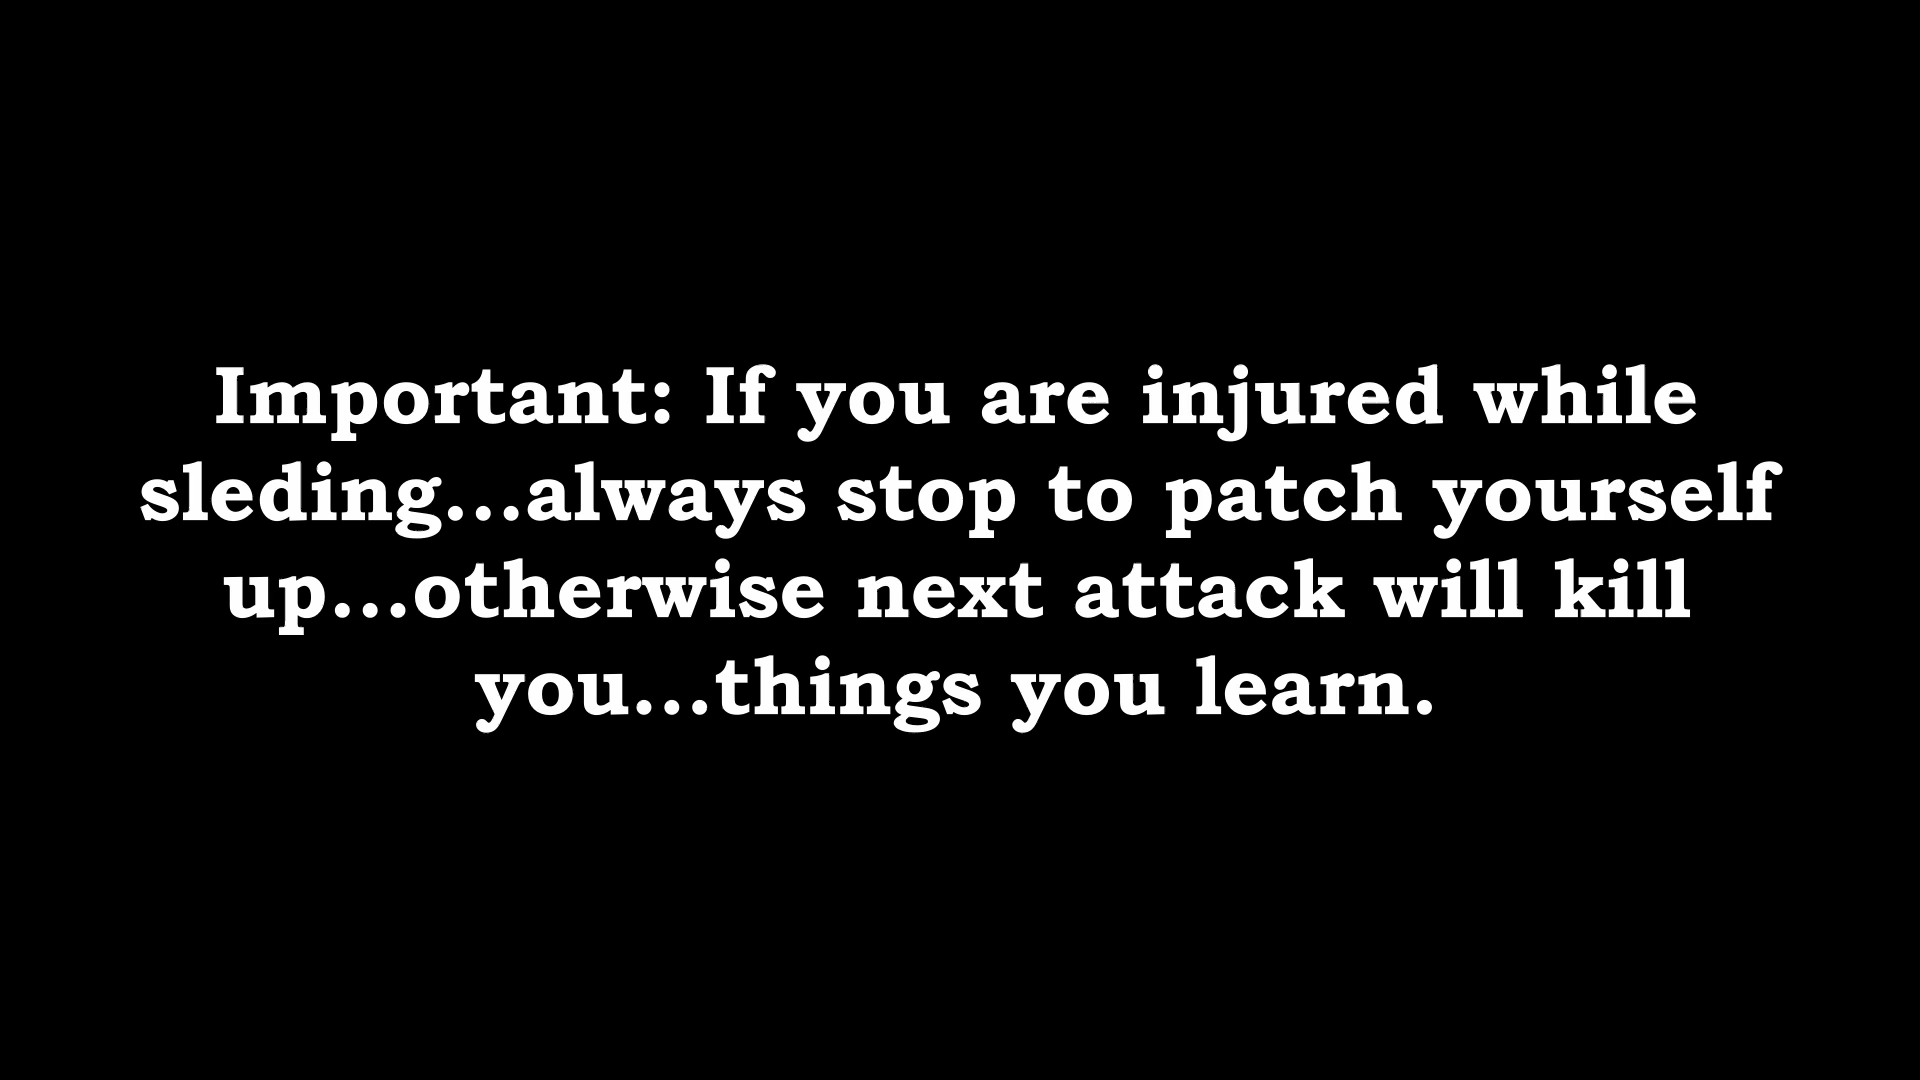 Important: If you are injured while
sleding...always stop to patch yourself
up...otherwise next attack will kill
you...things you learn.